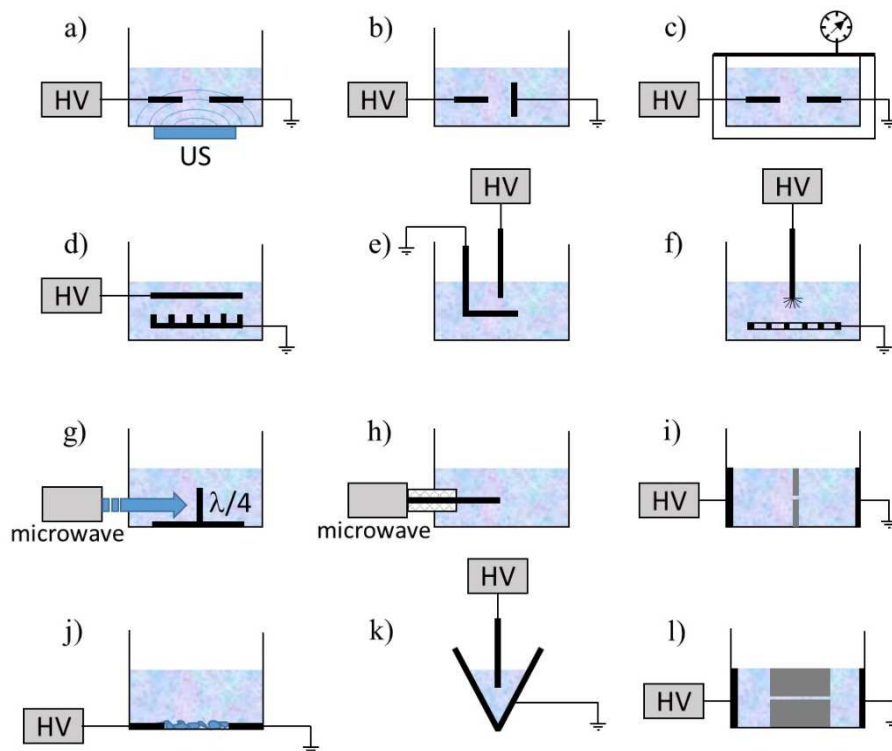 a)
b)
c)
HV
HV
HV
US
HV
HV
d)
e)
f)
HV
g)
h)
i)
λ/4
HV
microwave
microwave
HV
j)
k)
l)
HV
HV